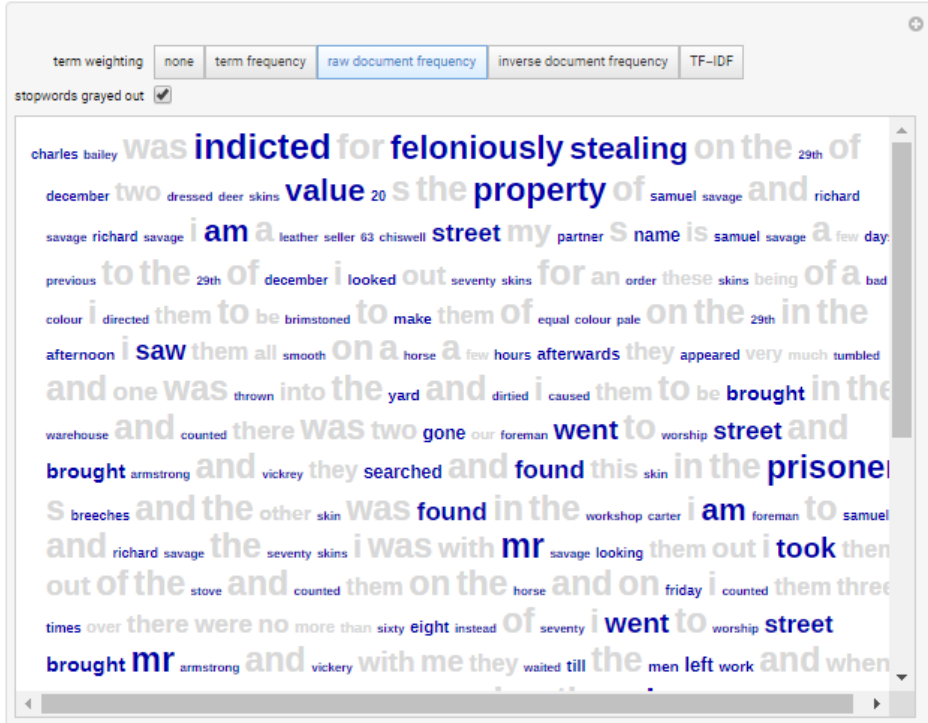 term weighting none term frequency raw document frequency inverse document frequency TF–IDF
stopwords grayed out
charles bailey was indicted for feloniously stealing on the 29th of
december two dressed deer skins value 20 s the property of samuel savage and richard
savage richard savage i am a leather seller 63 chiswell street my partner s name is samuel savage a few day
previous to the 29th of december i looked out seventy skins for an order these skins being of a bad
colour i directed them to be brimstoned to make them of equal colour pale on the 29th in the
afternoon i saw them all smooth on a horse a few hours afterwards they appeared very much tumbled
and one was thrown into the yard and dirtied i caused them to be brought in the
warehouse and counted there was two gone our foreman went to worship street and
brought armstrong and vickrey they searched and found this skin in the prisoner
s breeches and the other skin was found in the workshop carter i am foreman to samuel
and richard savage the seventy skins i was with mr savage looking them out i took them
out of the stove and counted them on the horse and on friday i counted them three
times over there were no more than sixty eight instead of seventy i went to worship street
brought mr armstrong and vickery with me they waited till the men left work and when